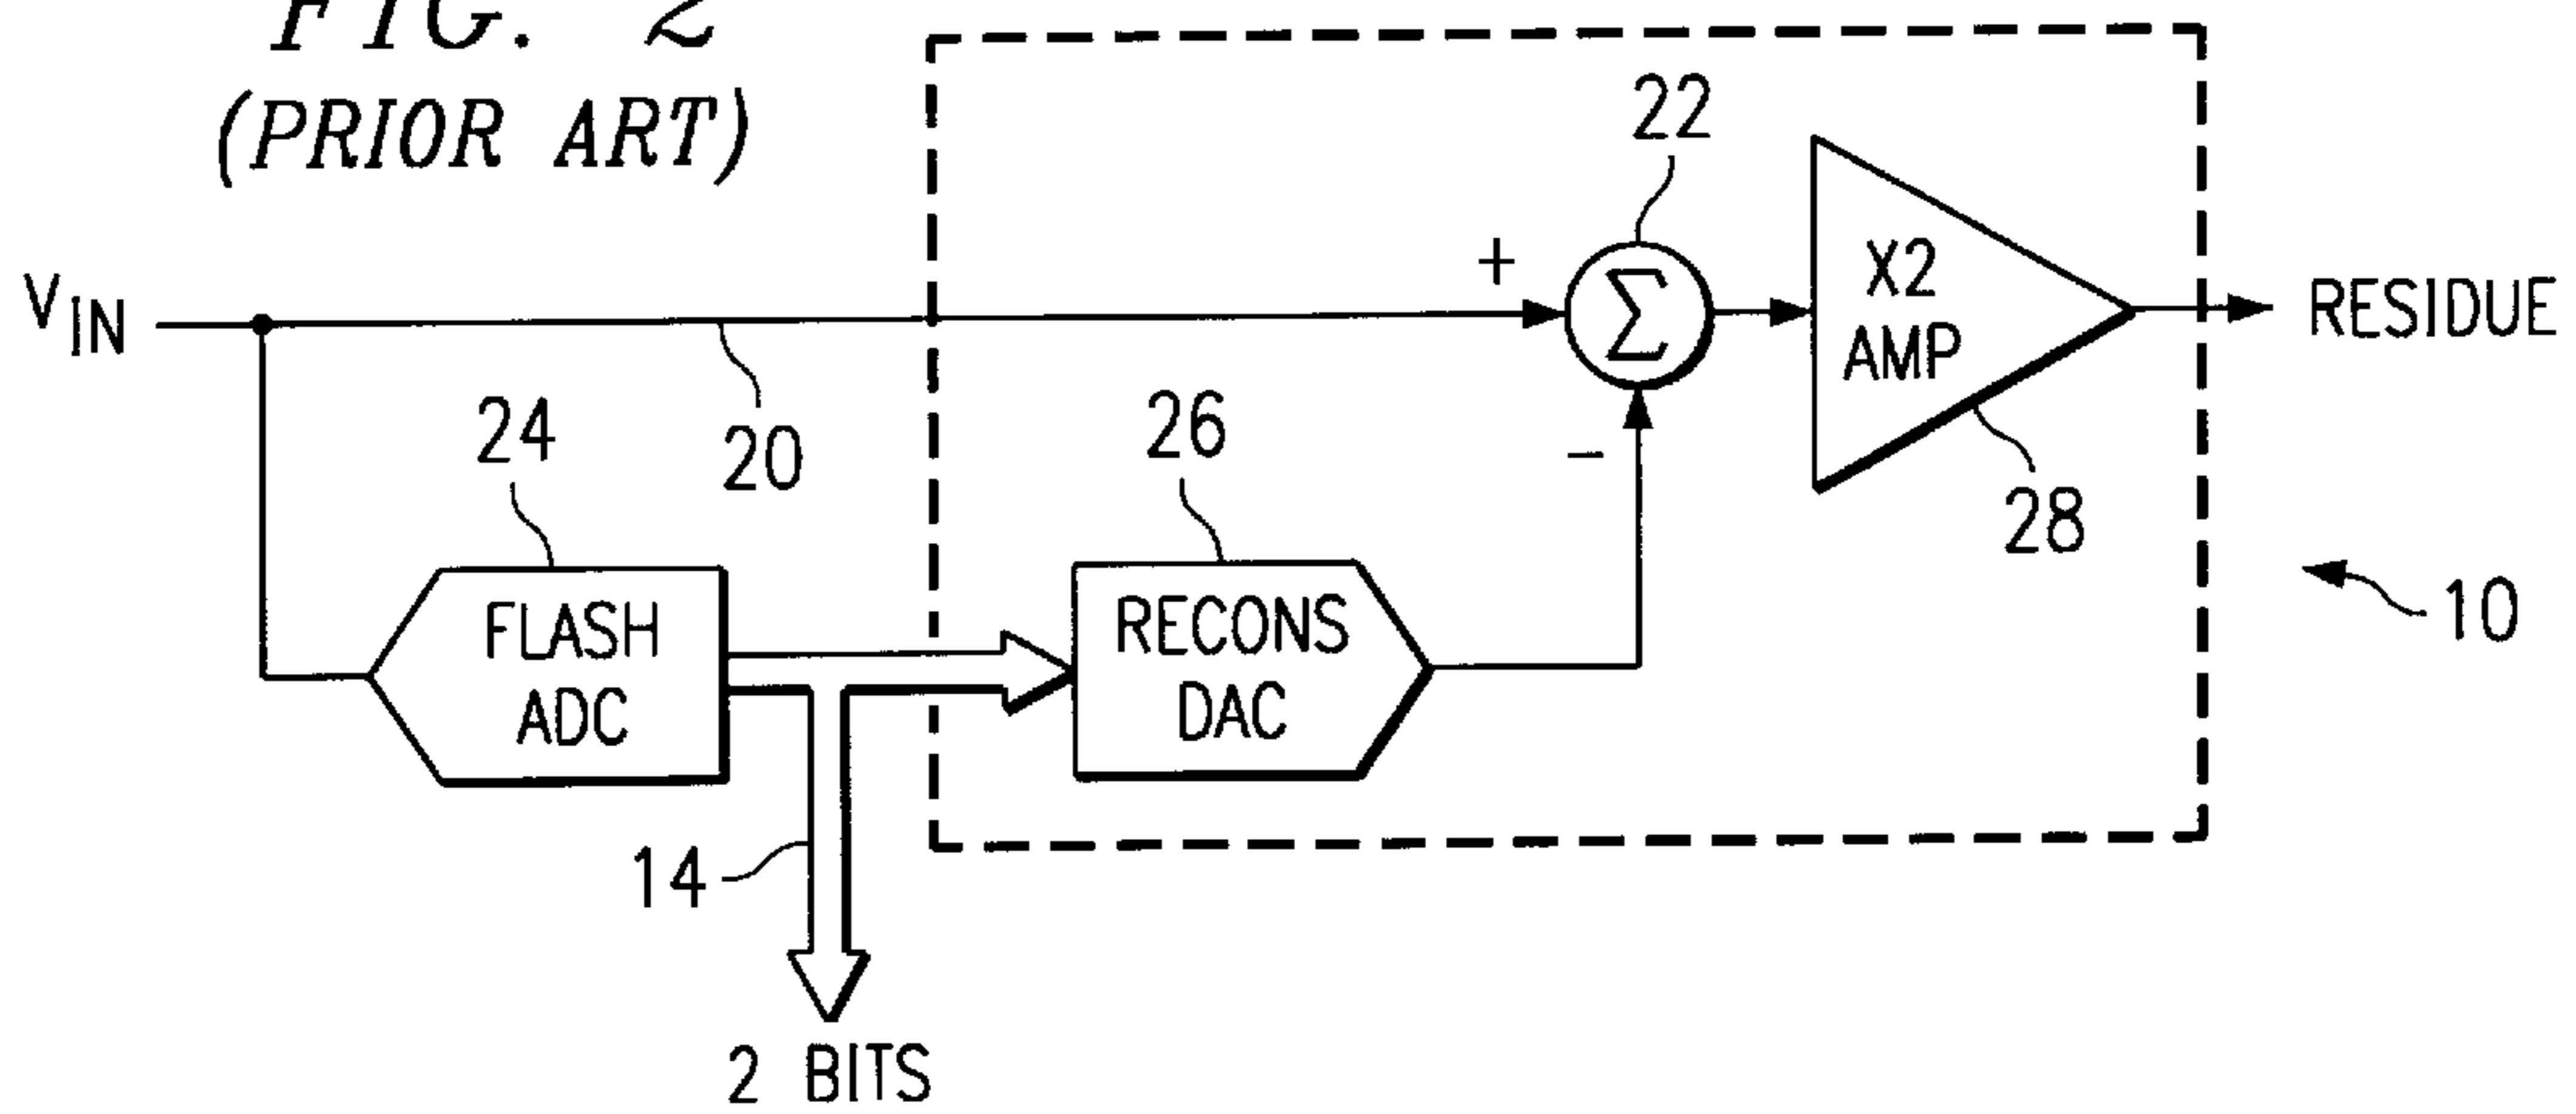 FIG. 2
(PRIOR ART)
22
+
Σ
X2
AMP
RESIDUE
VIN
20
24
26
-
28
FLASH
ADC
RECONS
DAC
10
14
2 BITS